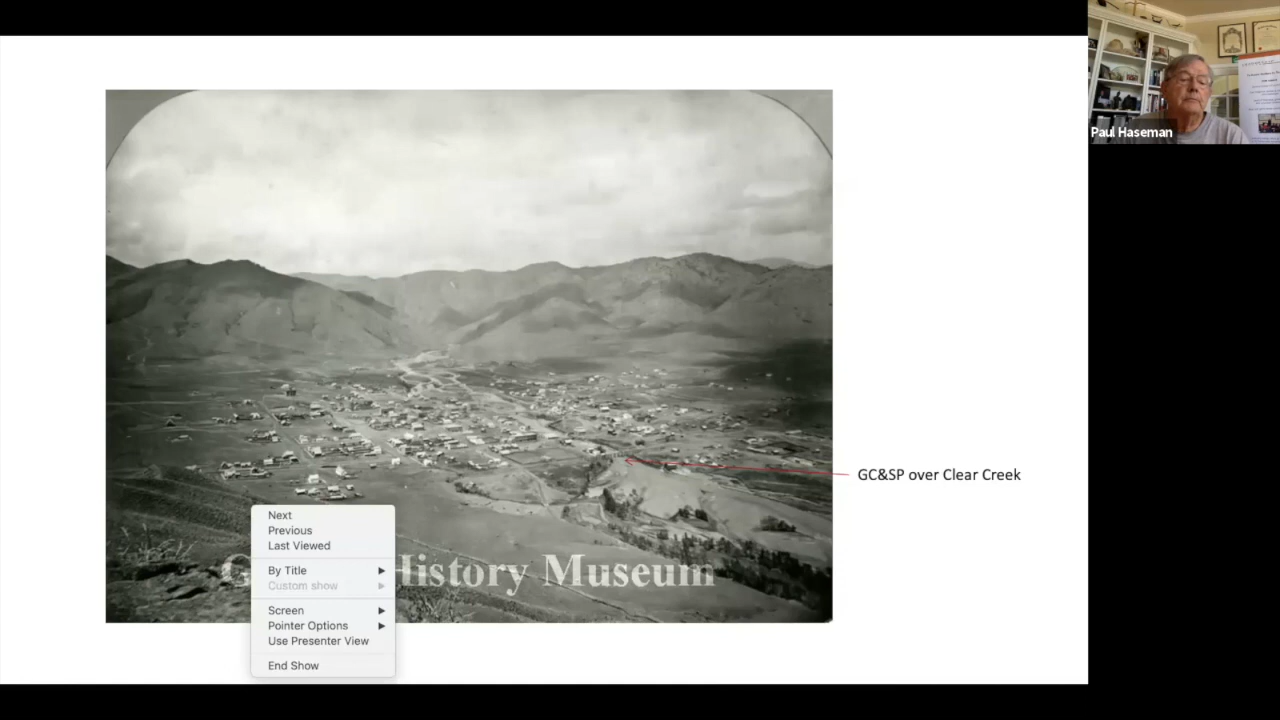 Paul Haseman
GC&SP over Clear Creek
G History Museum
Next
Previous
Last Viewed
By Title
Custom show
Screen
Pointer Options
Use Presenter View
End Show